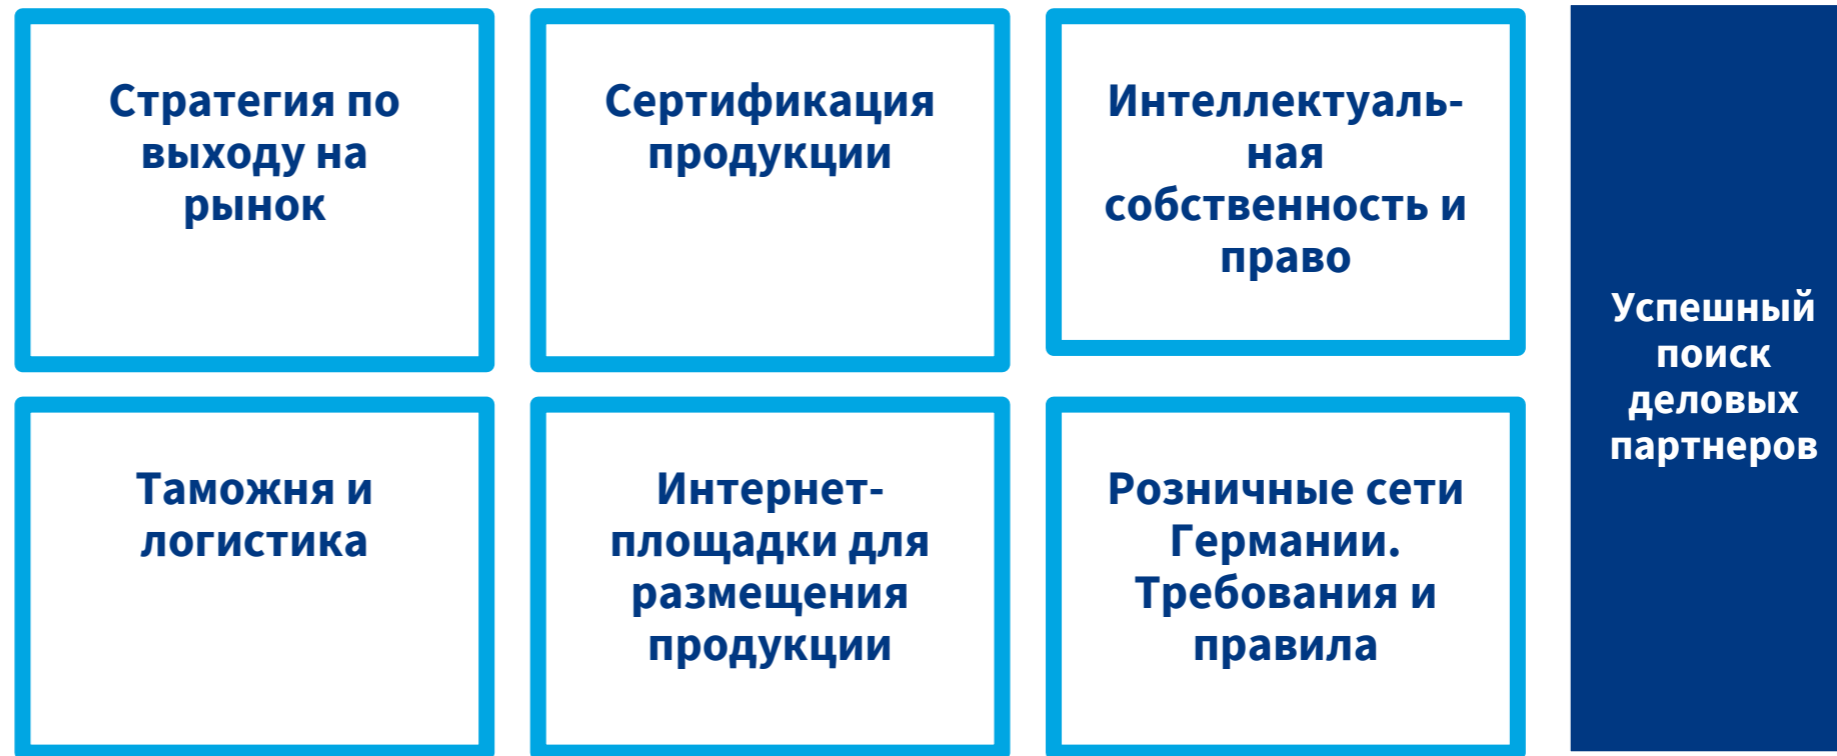 Стратегия по
выходу на
рынок
Сертификация
продукции
Интеллектуаль-
ная
собственность и
право
Таможня и
логистика
Интернет-
площадки для
размещения
продукции
Розничные сети
Германии.
Требования и
правила
Успешный
поиск
деловых
партнеров